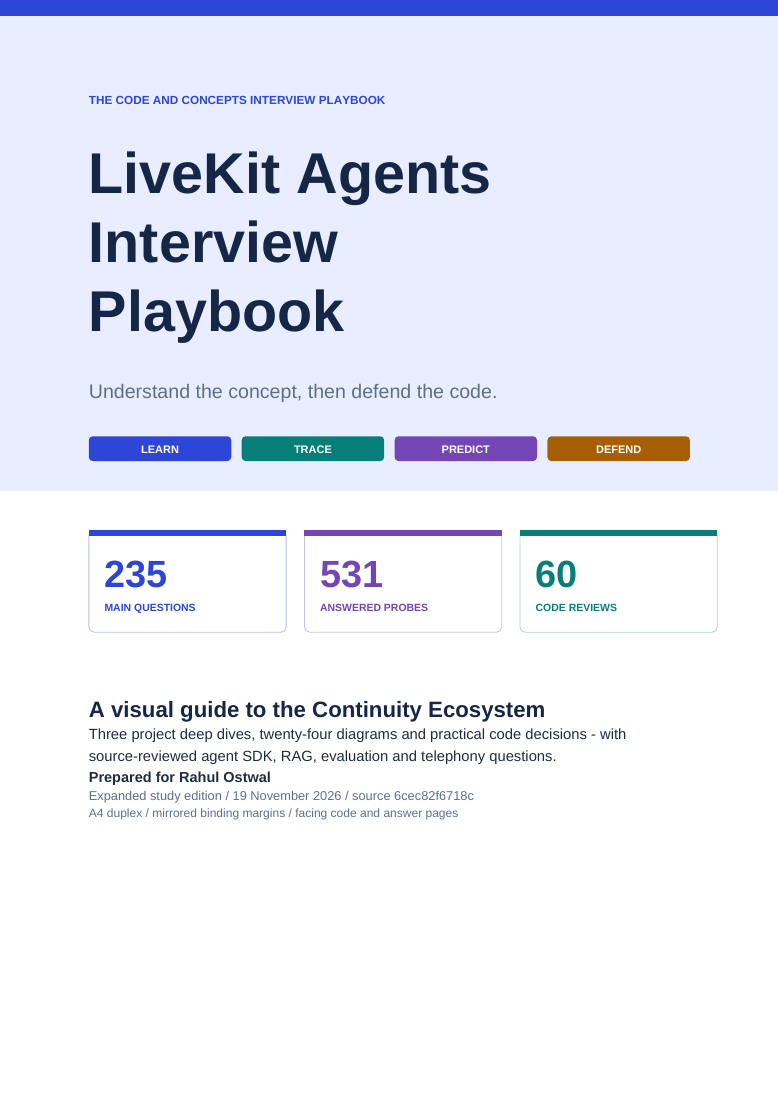 THE CODE AND CONCEPTS INTERVIEW PLAYBOOK
LiveKit Agents
Interview
Playbook
Understand the concept, then defend the code.
LEARN TRACE PREDICT DEFEND
235 531 60
MAIN QUESTIONS ANSWERED PROBES CODE REVIEWS
A visual guide to the Continuity Ecosystem
Three project deep dives, twenty-four diagrams and practical code decisions - with
source-reviewed agent SDK, RAG, evaluation and telephony questions.
Prepared for Rahul Ostwal
Expanded study edition / 19 November 2026 / source 6cec82f6718c
A4 duplex / mirrored binding margins / facing code and answer pages